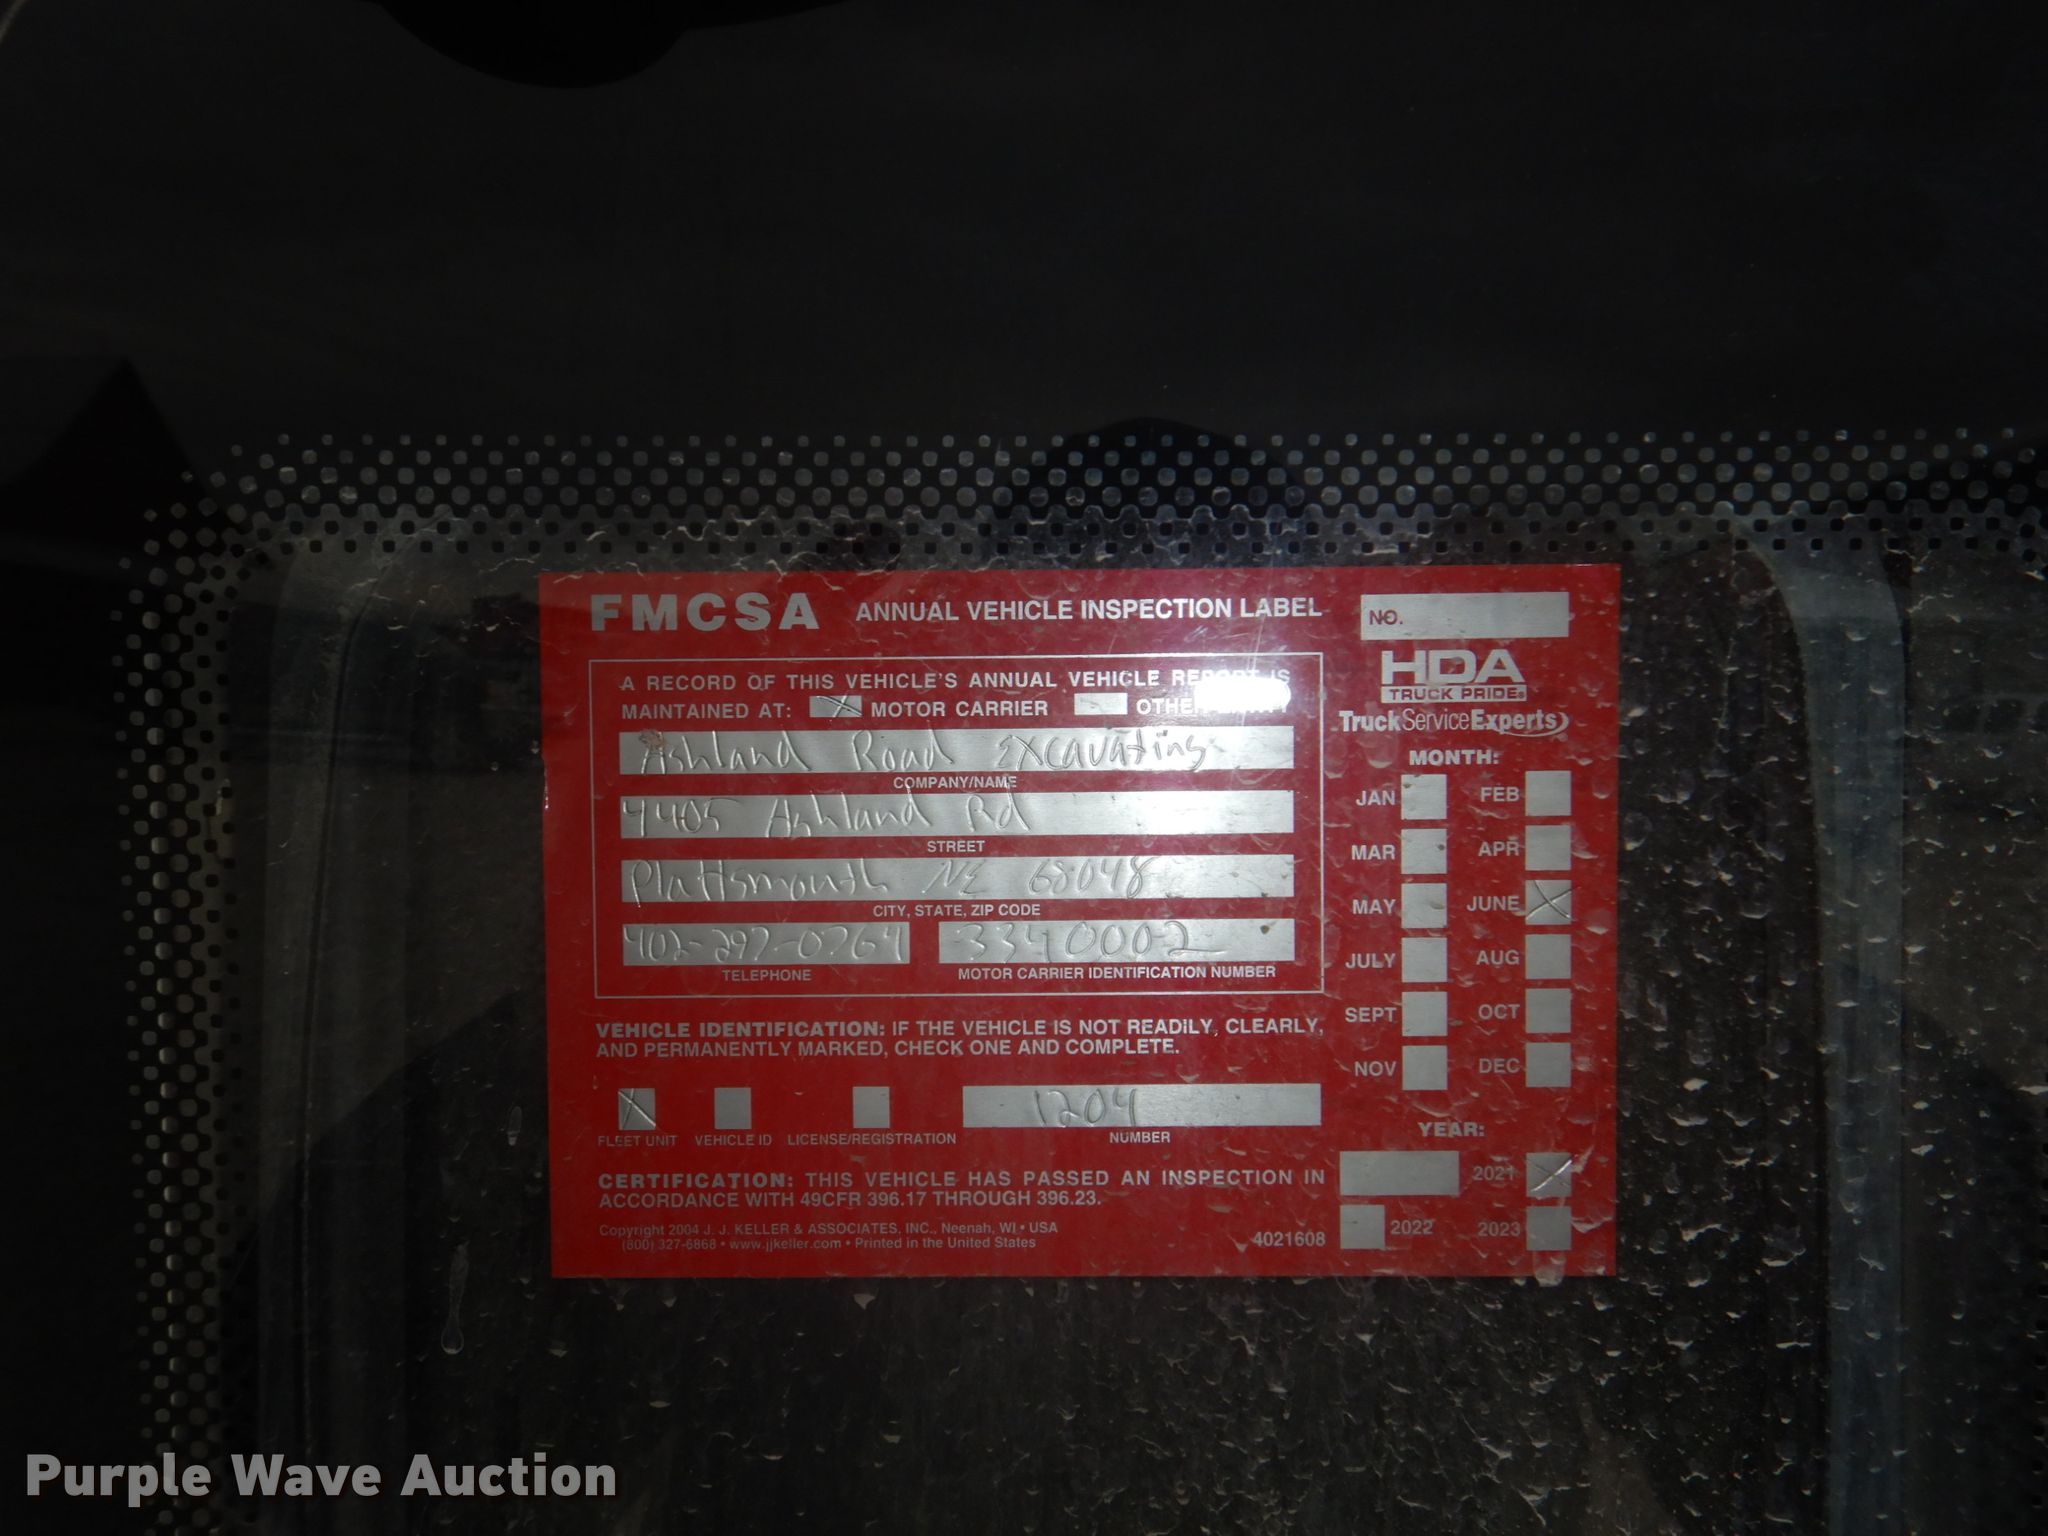 FMCSA ANNUAL VEHICLE INSPECTION LABEL
NO.
HDA
TRUCK PRIDE®
TruckServiceExperts
A RECORD OF THIS VEHICLE'S ANNUAL VEHICLE REPORT IS
MAINTAINED AT: X MOTOR CARRIER
Ashland Road Excavating
COMPANY/NAME
4405 Ashland Rd
STREET
Plattsmouth NE 68048
CITY, STATE, ZIP CODE
402-297-0764 3340002
TELEPHONE MOTOR CARRIER IDENTIFICATION NUMBER
VEHICLE IDENTIFICATION: IF THE VEHICLE IS NOT READILY, CLEARLY,
AND PERMANENTLY MARKED, CHECK ONE AND COMPLETE.
X 1204
FLEET UNIT VEHICLE ID LICENSE/REGISTRATION NUMBER
CERTIFICATION: THIS VEHICLE HAS PASSED AN INSPECTION IN
ACCORDANCE WITH 49CFR 396.17 THROUGH 396.23.
Copyright 2004 J. J. KELLER & ASSOCIATES, INC., Neenah, WI • USA
(800) 327-6868 • www.jjkeller.com • Printed in the United States
4021608
MONTH:
JAN FEB
MAR APR
MAY JUNE X
JULY AUG
SEPT OCT
NOV DEC
YEAR:
2021 X
2022 2023
Purple Wave Auction